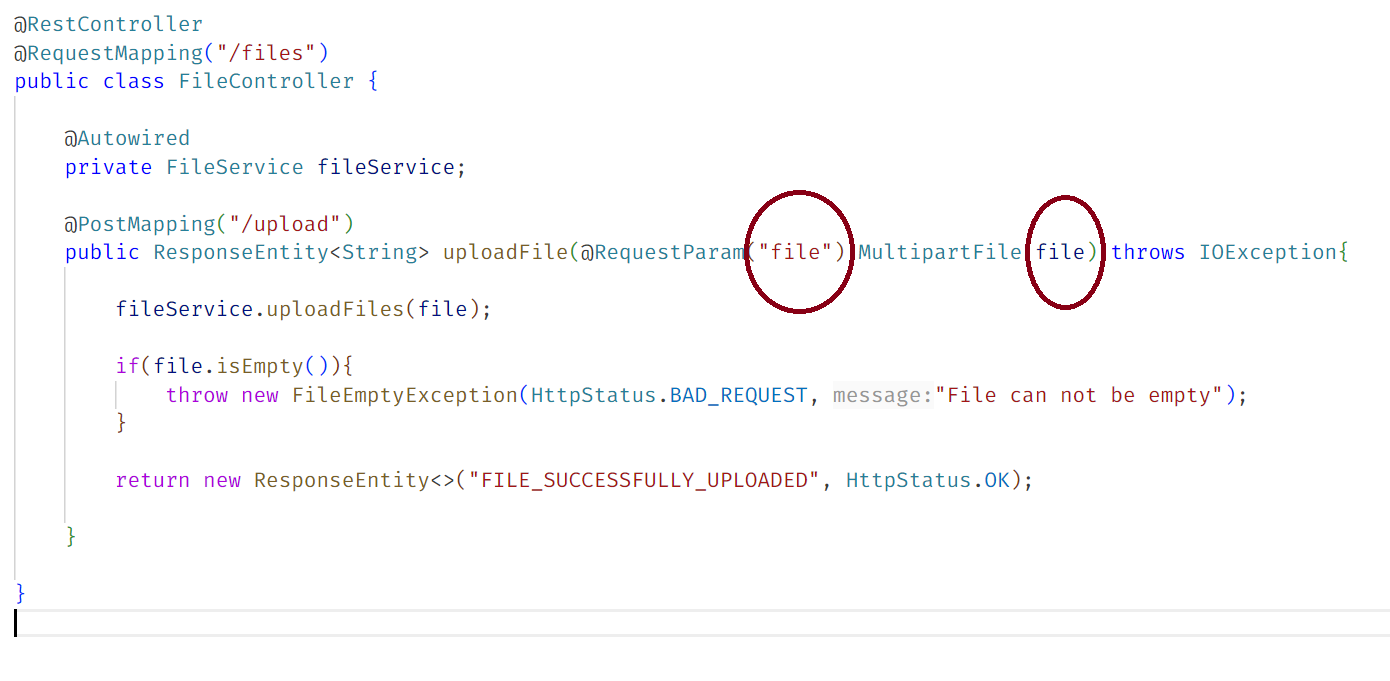 @RestController
@RequestMapping("/files")
public class FileController {
@Autowired
private FileService fileService;
@PostMapping("/upload")
public ResponseEntity<String> uploadFile(@RequestParam("file") MultipartFile file) throws IOException{
fileService.uploadFiles(file);
if(file.isEmpty()){
throw new FileEmptyException(HttpStatus.BAD_REQUEST, message:"File can not be empty");
}
return new ResponseEntity<>("FILE_SUCCESSFULLY_UPLOADED", HttpStatus.OK);
}
}